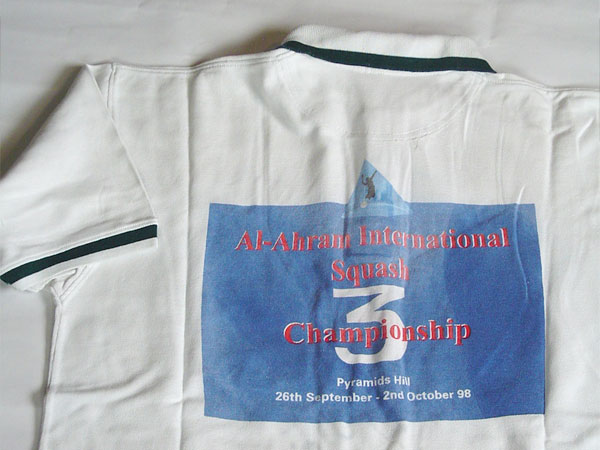 Al-Ahram International
Squash
3
Championship
Pyramids Hill
26th September - 2nd October 98